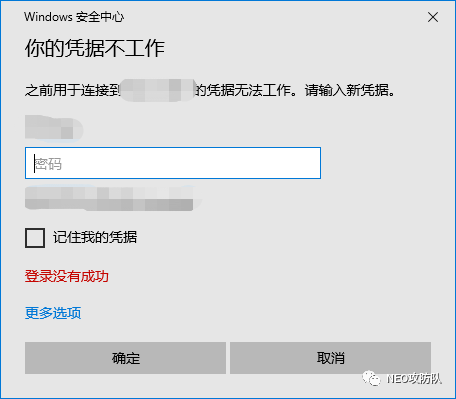 Windows 安全中心
你的凭据不工作
之前用于连接到 的凭据无法工作。请输入新凭据。
密码
记住我的凭据
登录没有成功
更多选项
确定 取消
NEO攻防队